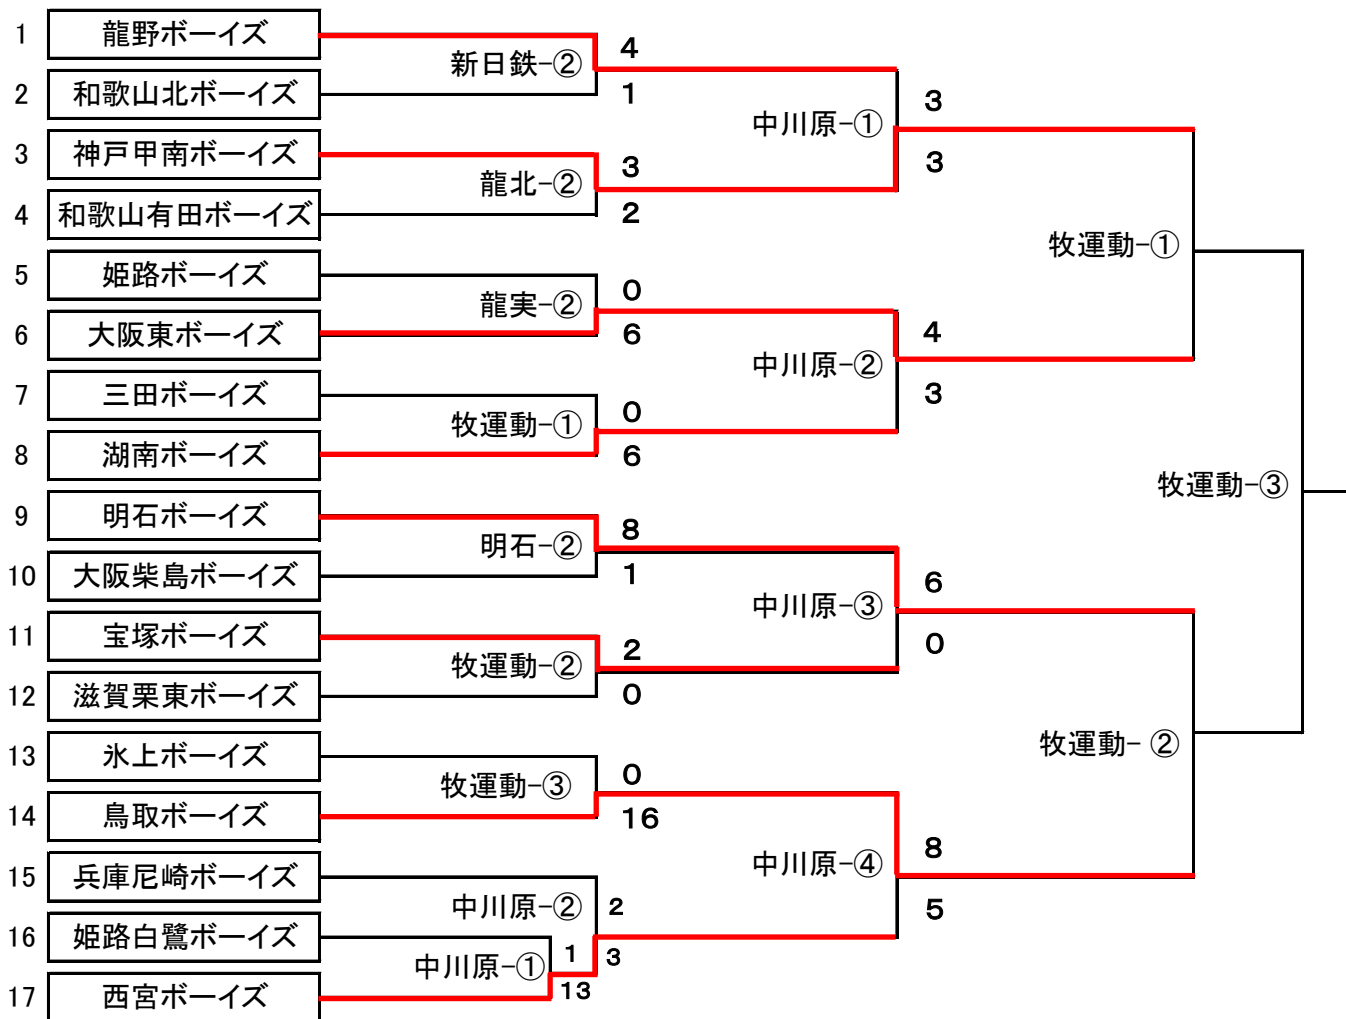 1 龍野ボーイズ
新日鉄-② 4
2 和歌山北ボーイズ 1
中川原-① 3
3 神戸甲南ボーイズ 3
龍北-② 3
4 和歌山有田ボーイズ 2
牧運動-①
5 姫路ボーイズ 0
龍実-②
6 大阪東ボーイズ 6
中川原-② 4
7 三田ボーイズ 3
牧運動-① 0
8 湖南ボーイズ 6
牧運動-③
9 明石ボーイズ 8
明石-②
10 大阪柴島ボーイズ 1
中川原-③ 6
11 宝塚ボーイズ 2 0
牧運動-②
12 滋賀栗東ボーイズ 0
牧運動- ②
13 氷上ボーイズ 0
牧運動-③
14 鳥取ボーイズ 16
中川原-④ 8
15 兵庫尼崎ボーイズ 5
中川原-② 2
16 姫路白鷺ボーイズ 1 3
中川原-① 13
17 西宮ボーイズ